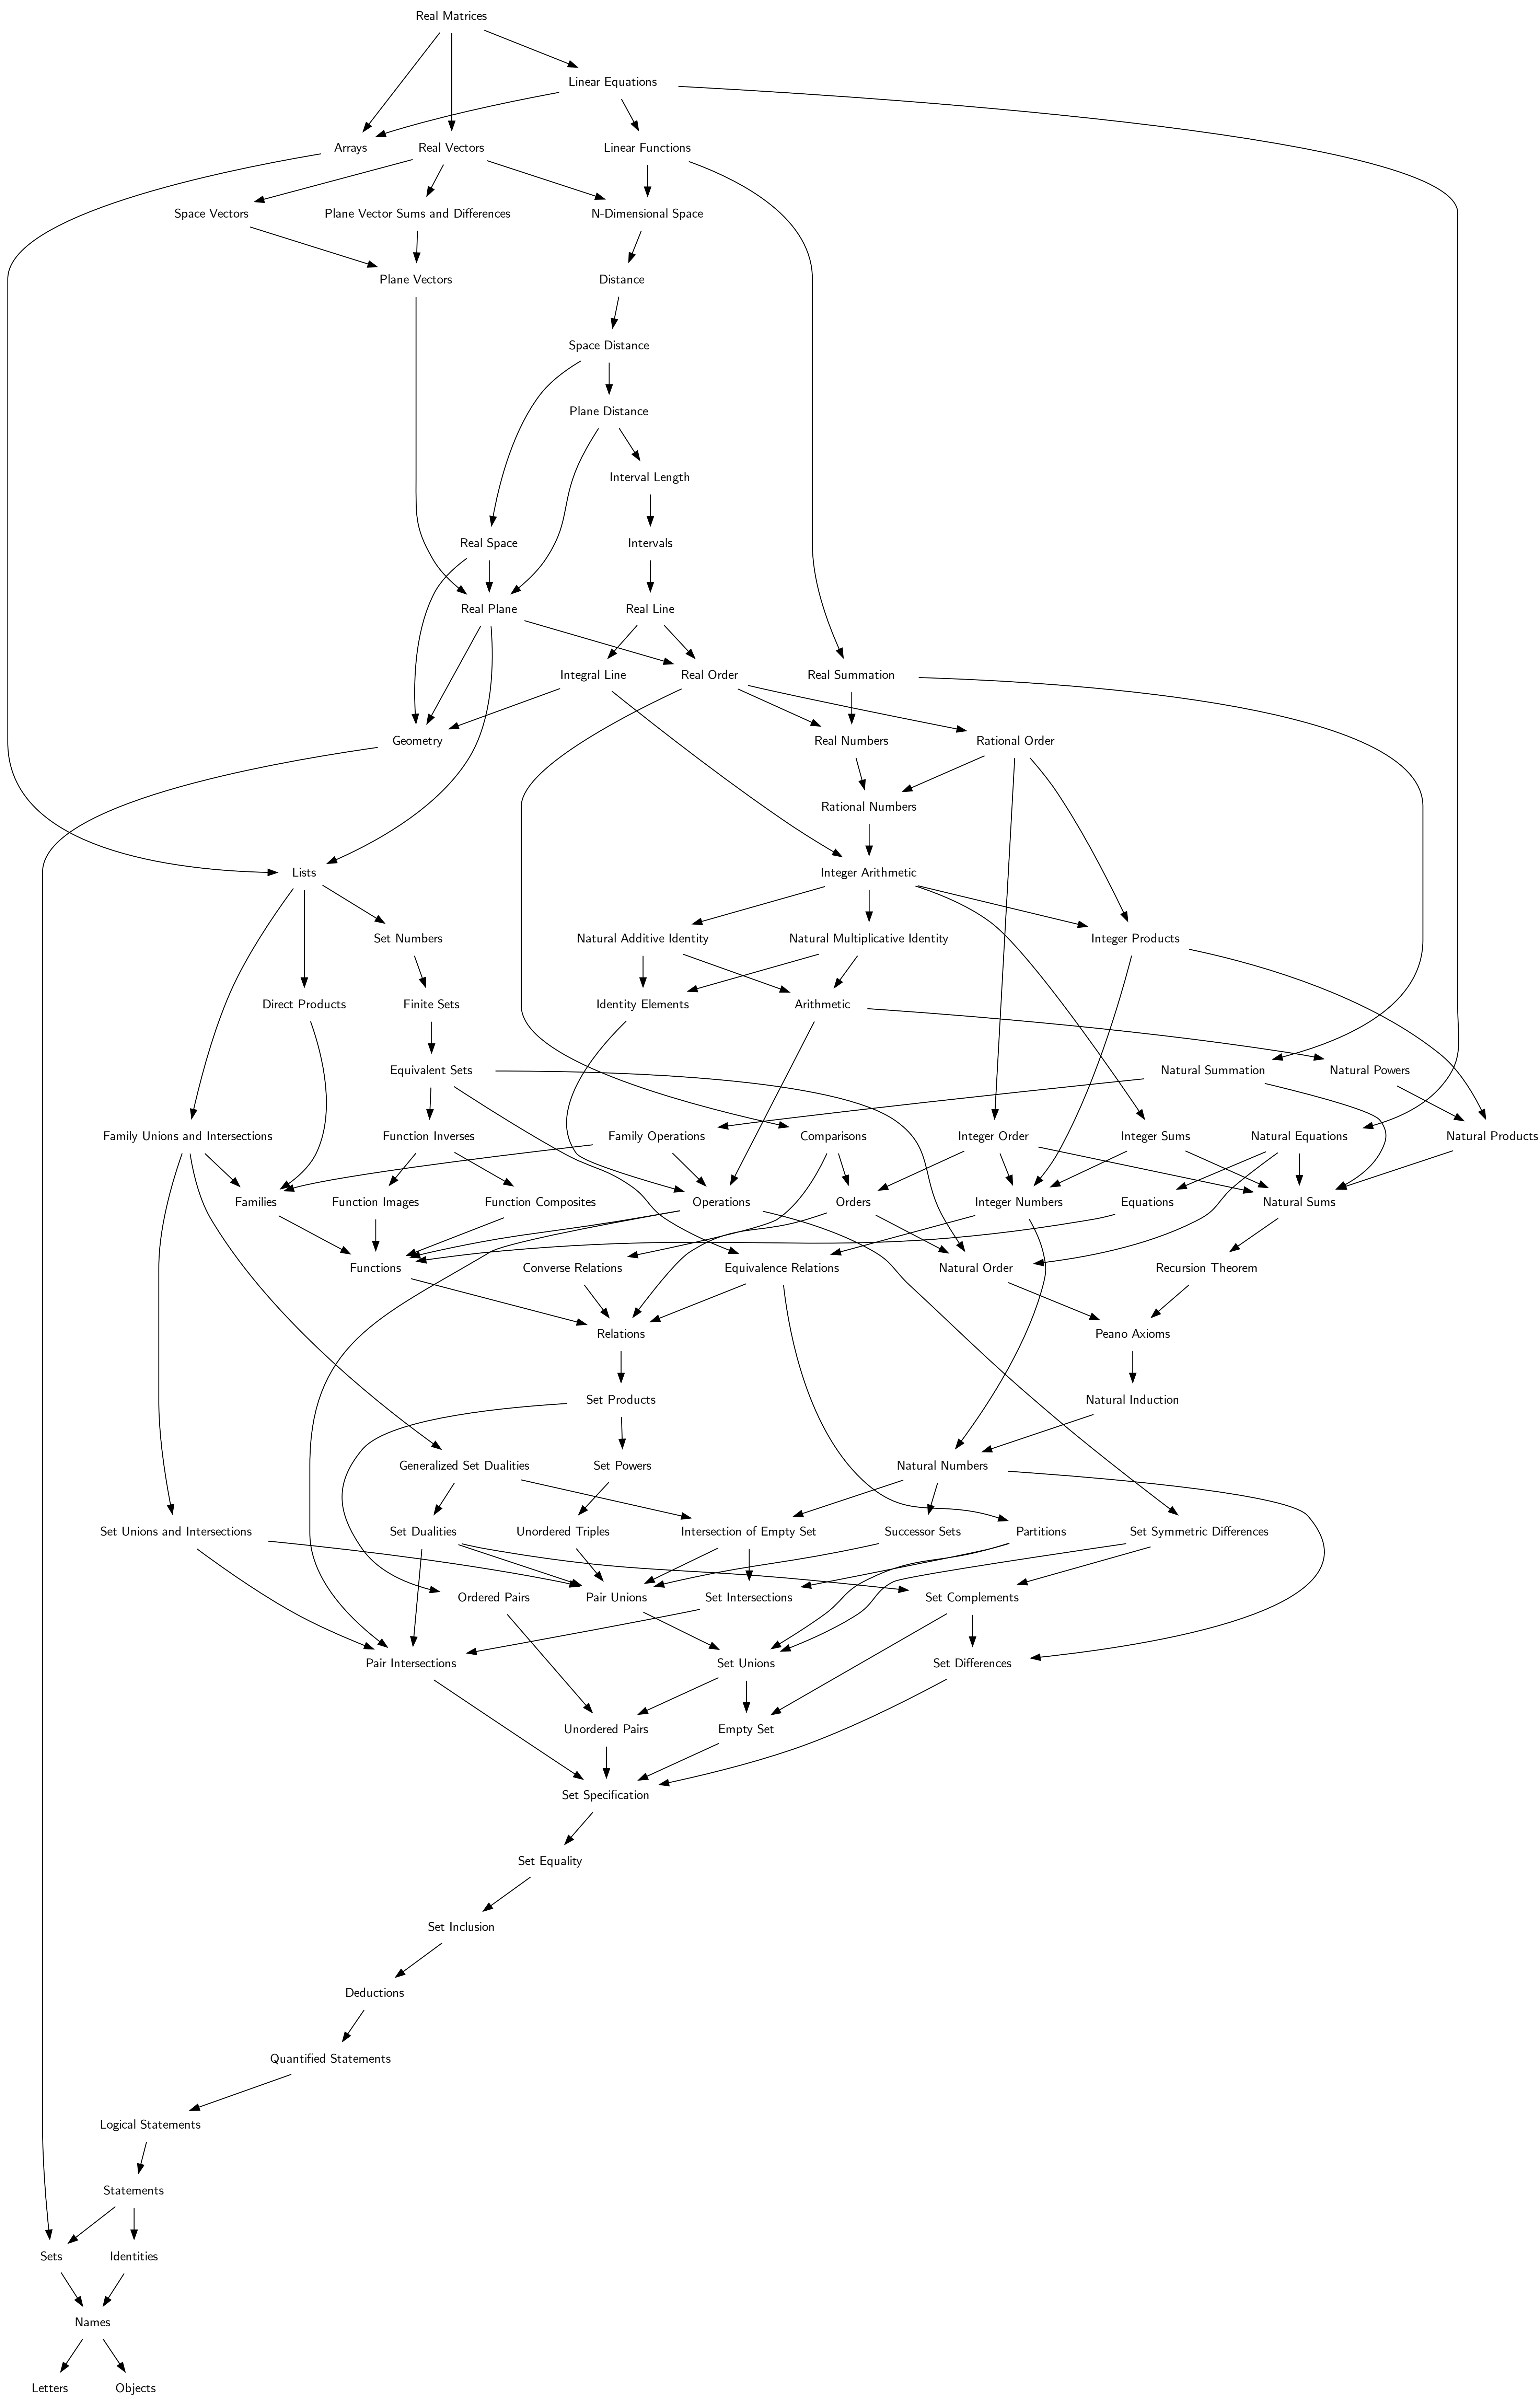 Real Matrices
Linear Equations
Arrays
Real Vectors
Linear Functions
Space Vectors
Plane Vector Sums and Differences
N-Dimensional Space
Plane Vectors
Distance
Space Distance
Plane Distance
Interval Length
Real Space
Intervals
Real Plane
Real Line
Integral Line
Real Order
Real Summation
Geometry
Real Numbers
Rational Order
Rational Numbers
Lists
Integer Arithmetic
Set Numbers
Natural Additive Identity
Natural Multiplicative Identity
Integer Products
Direct Products
Finite Sets
Identity Elements
Arithmetic
Equivalent Sets
Natural Summation
Natural Powers
Family Unions and Intersections
Function Inverses
Family Operations
Comparisons
Integer Order
Integer Sums
Natural Equations
Natural Products
Families
Function Images
Function Composites
Operations
Orders
Integer Numbers
Equations
Natural Sums
Functions
Converse Relations
Equivalence Relations
Natural Order
Recursion Theorem
Relations
Peano Axioms
Set Products
Natural Induction
Generalized Set Dualities
Set Powers
Natural Numbers
Set Unions and Intersections
Set Dualities
Unordered Triples
Intersection of Empty Set
Successor Sets
Partitions
Set Symmetric Differences
Ordered Pairs
Pair Unions
Set Intersections
Set Complements
Pair Intersections
Set Unions
Set Differences
Unordered Pairs
Empty Set
Set Specification
Set Equality
Set Inclusion
Deductions
Quantified Statements
Logical Statements
Statements
Sets
Identities
Names
Letters
Objects